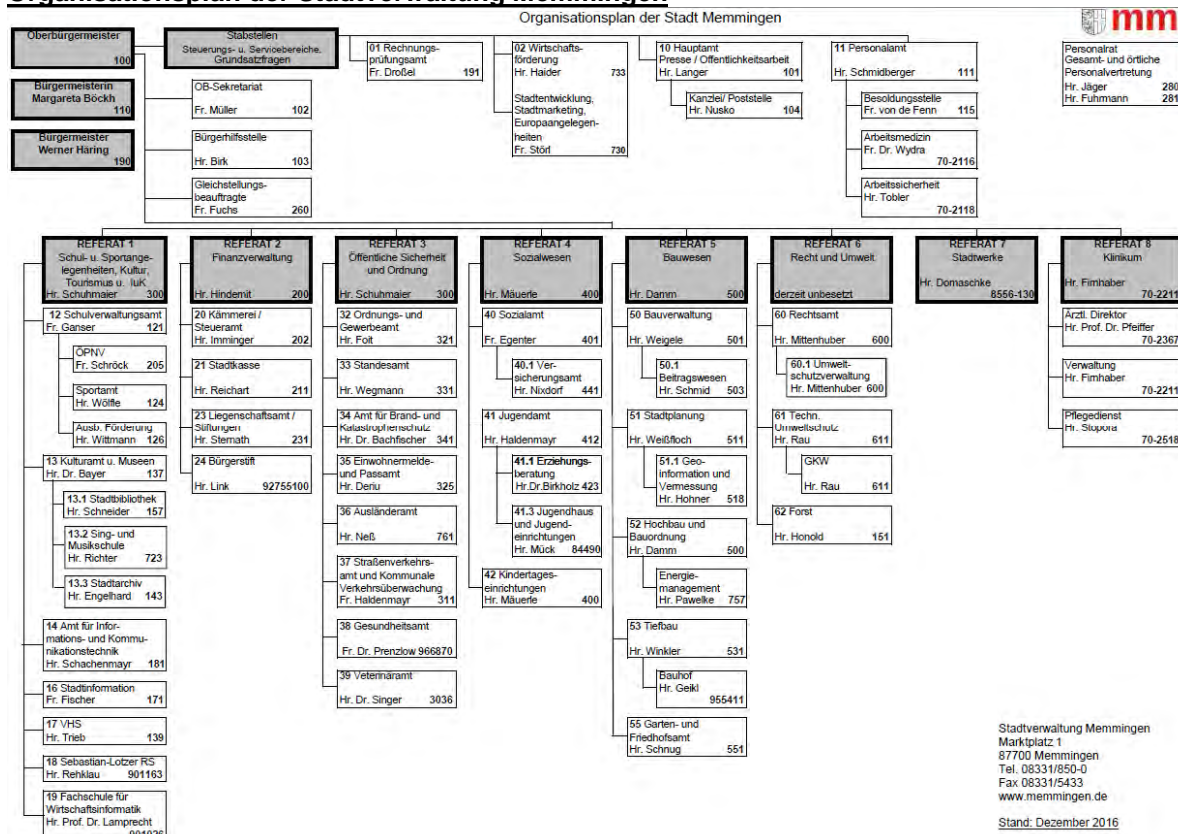 Organisationsplan der Stadtverwaltung Memmingen
Organisationsplan der Stadt Memmingen
mm
Oberbürgermeister
100
Bürgermeisterin
Margareta Böckh
110
Bürgermeister
Werner Häring
190
Stabstellen
Steuerungs- u. Servicebereiche,
Grundsatzfragen
OB-Sekretariat
Fr. Müller 102
Bürgerhilfsstelle
Hr. Birk 103
Gleichstellungs-
beauftragte
Fr. Fuchs 260
01 Rechnungs-
prüfungsamt
Fr. Droßel 191
02 Wirtschafts-
förderung
Hr. Haider 733
Stadtentwicklung,
Stadtmarketing,
Europaangelegen-
heiten
Fr. Störl 730
10 Hauptamt
Presse / Öffentlichkeitsarbeit
Hr. Langer 101
Kanzlei/ Poststelle
Hr. Nusko 104
11 Personalamt
Hr. Schmidberger 111
Besoldungsstelle
Fr. von de Fenn 115
Arbeitsmedizin
Fr. Dr. Wydra
70-2116
Arbeitssicherheit
Hr. Tobler
70-2118
Personalrat
Gesamt- und örtliche
Personalvertretung
Hr. Jäger 280
Hr. Fuhrmann 281
REFERAT 1
Schul- u. Sportange-
legenheiten, Kultur,
Tourismus u. IuK
Hr. Schuhmaier 300
12 Schulverwaltungsamt
Fr. Ganser 121
ÖPNV
Fr. Schröck 205
Sportamt
Hr. Wölfle 124
Ausb. Förderung
Hr. Wittmann 126
13 Kulturamt u. Museen
Hr. Dr. Bayer 137
13.1 Stadtbibliothek
Hr. Schneider 157
13.2 Sing- und
Musikschule
Hr. Richter 723
13.3 Stadtarchiv
Hr. Engelhard 143
14 Amt für Infor-
mations- und Kommu-
nikationstechnik
Hr. Schachenmayr 181
16 Stadtinformation
Fr. Fischer 171
17 VHS
Hr. Trieb 139
18 Sebastian-Lotzer RS
Hr. Rehklau 901163
19 Fachschule für
Wirtschaftsinformatik
Hr. Prof. Dr. Lamprecht
REFERAT 2
Finanzverwaltung
Hr. Hindemit 200
20 Kämmerei /
Steueramt
Hr. Imminger 202
21 Stadtkasse
Hr. Reichart 211
23 Liegenschaftsamt /
Stiftungen
Hr. Sternath 231
24 Bürgerstift
Hr. Link 92755100
REFERAT 3
Öffentliche Sicherheit
und Ordnung
Hr. Schuhmaier 300
32 Ordnungs- und
Gewerbeamt
Hr. Foit 321
33 Standesamt
Hr. Wegmann 331
34 Amt für Brand- und
Katastrophenschutz
Hr. Dr. Bachfischer 341
35 Einwohnermelde-
und Passamt
Hr. Deriu 325
36 Ausländeramt
Hr. Neß 761
37 Straßenverkehrs-
amt und Kommunale
Verkehrsüberwachung
Fr. Haldenmayr 311
38 Gesundheitsamt
Fr. Dr. Prenzlow 966870
39 Veterinäramt
Hr. Dr. Singer 3036
REFERAT 4
Sozialwesen
Hr. Mäuerle 400
40 Sozialamt
Fr. Egenter 401
40.1 Ver-
sicherungsamt
Hr. Nixdorf 441
41 Jugendamt
Hr. Haldenmayr 412
41.1 Erziehungs-
beratung
Hr.Dr.Birkholz 423
41.3 Jugendhaus
und Jugend-
einrichtungen
Hr. Mück 84490
42 Kindertages-
einrichtungen
Hr. Mäuerle 400
REFERAT 5
Bauwesen
Hr. Damm 500
50 Bauverwaltung
Hr. Weigele 501
50.1
Beitragswesen
Hr. Schmid 503
51 Stadtplanung
Hr. Weißfloch 511
51.1 Geo-
information und
Vermessung
Hr. Hohner 518
52 Hochbau und
Bauordnung
Hr. Damm 500
Energie-
management
Hr. Pawelke 757
53 Tiefbau
Hr. Winkler 531
Bauhof
Hr. Geikl
955411
55 Garten- und
Friedhofsamt
Hr. Schnug 551
REFERAT 6
Recht und Umwelt
derzeit unbesetzt
60 Rechtsamt
Hr. Mittenhuber 600
60.1 Umwelt-
schutzverwaltung
Hr. Mittenhuber 600
61 Techn.
Umweltschutz
Hr. Rau 611
GKW
Hr. Rau 611
62 Forst
Hr. Honold 151
REFERAT 7
Stadtwerke
Hr. Domaschke
8556-130
REFERAT 8
Klinikum
Hr. Firnhaber
70-2211
Ärztl. Direktor
Hr. Prof. Dr. Pfeiffer
70-2367
Verwaltung
Hr. Firnhaber
70-2211
Pflegedienst
Hr. Stopora
70-2518
Stadtverwaltung Memmingen
Marktplatz 1
87700 Memmingen
Tel. 08331/850-0
Fax 08331/5433
www.memmingen.de
Stand: Dezember 2016